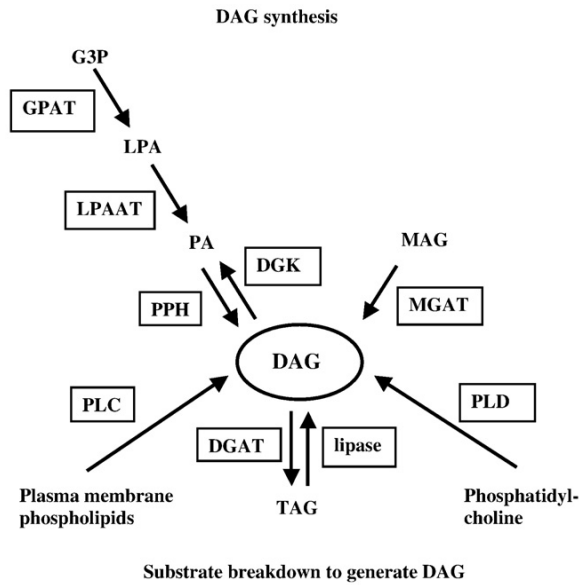 DAG synthesis
G3P
GPAT
LPA
LPAAT
PA
MAG
DGK
PPH
MGAT
DAG
PLC
PLD
DGAT
lipase
Plasma membrane
phospholipids
TAG
Phosphatidyl-
choline
Substrate breakdown to generate DAG